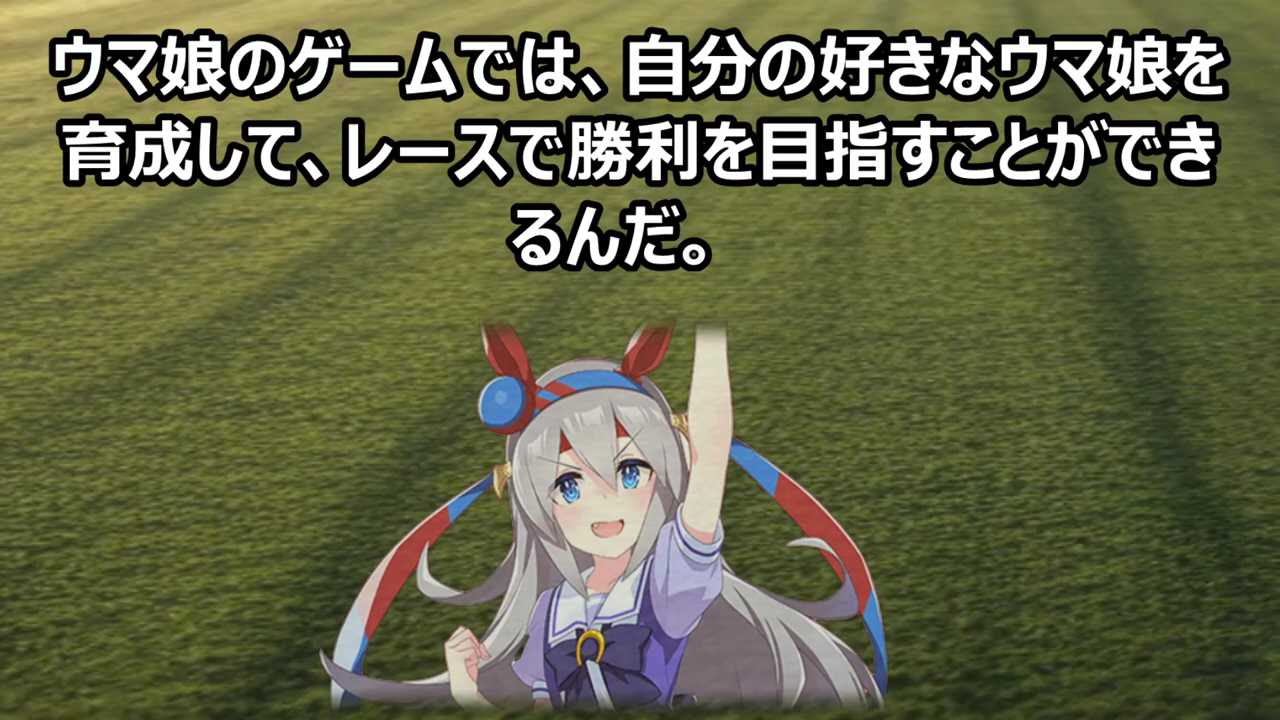 ウマ娘のゲームでは、自分の好きなウマ娘を
育成して、レースで勝利を目指すことができ
るんだ。